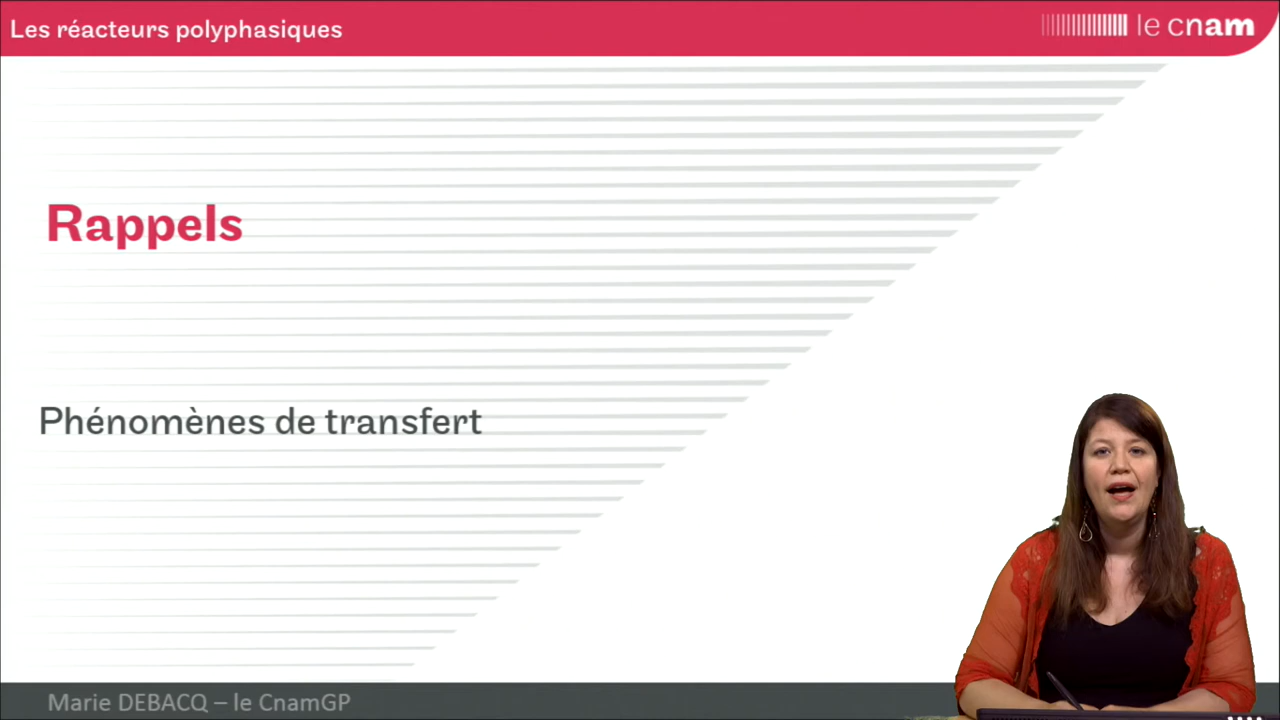 Les réacteurs polyphasiques
le cnam
Rappels
Phénomènes de transfert
Marie DEBACQ – le CnamGP